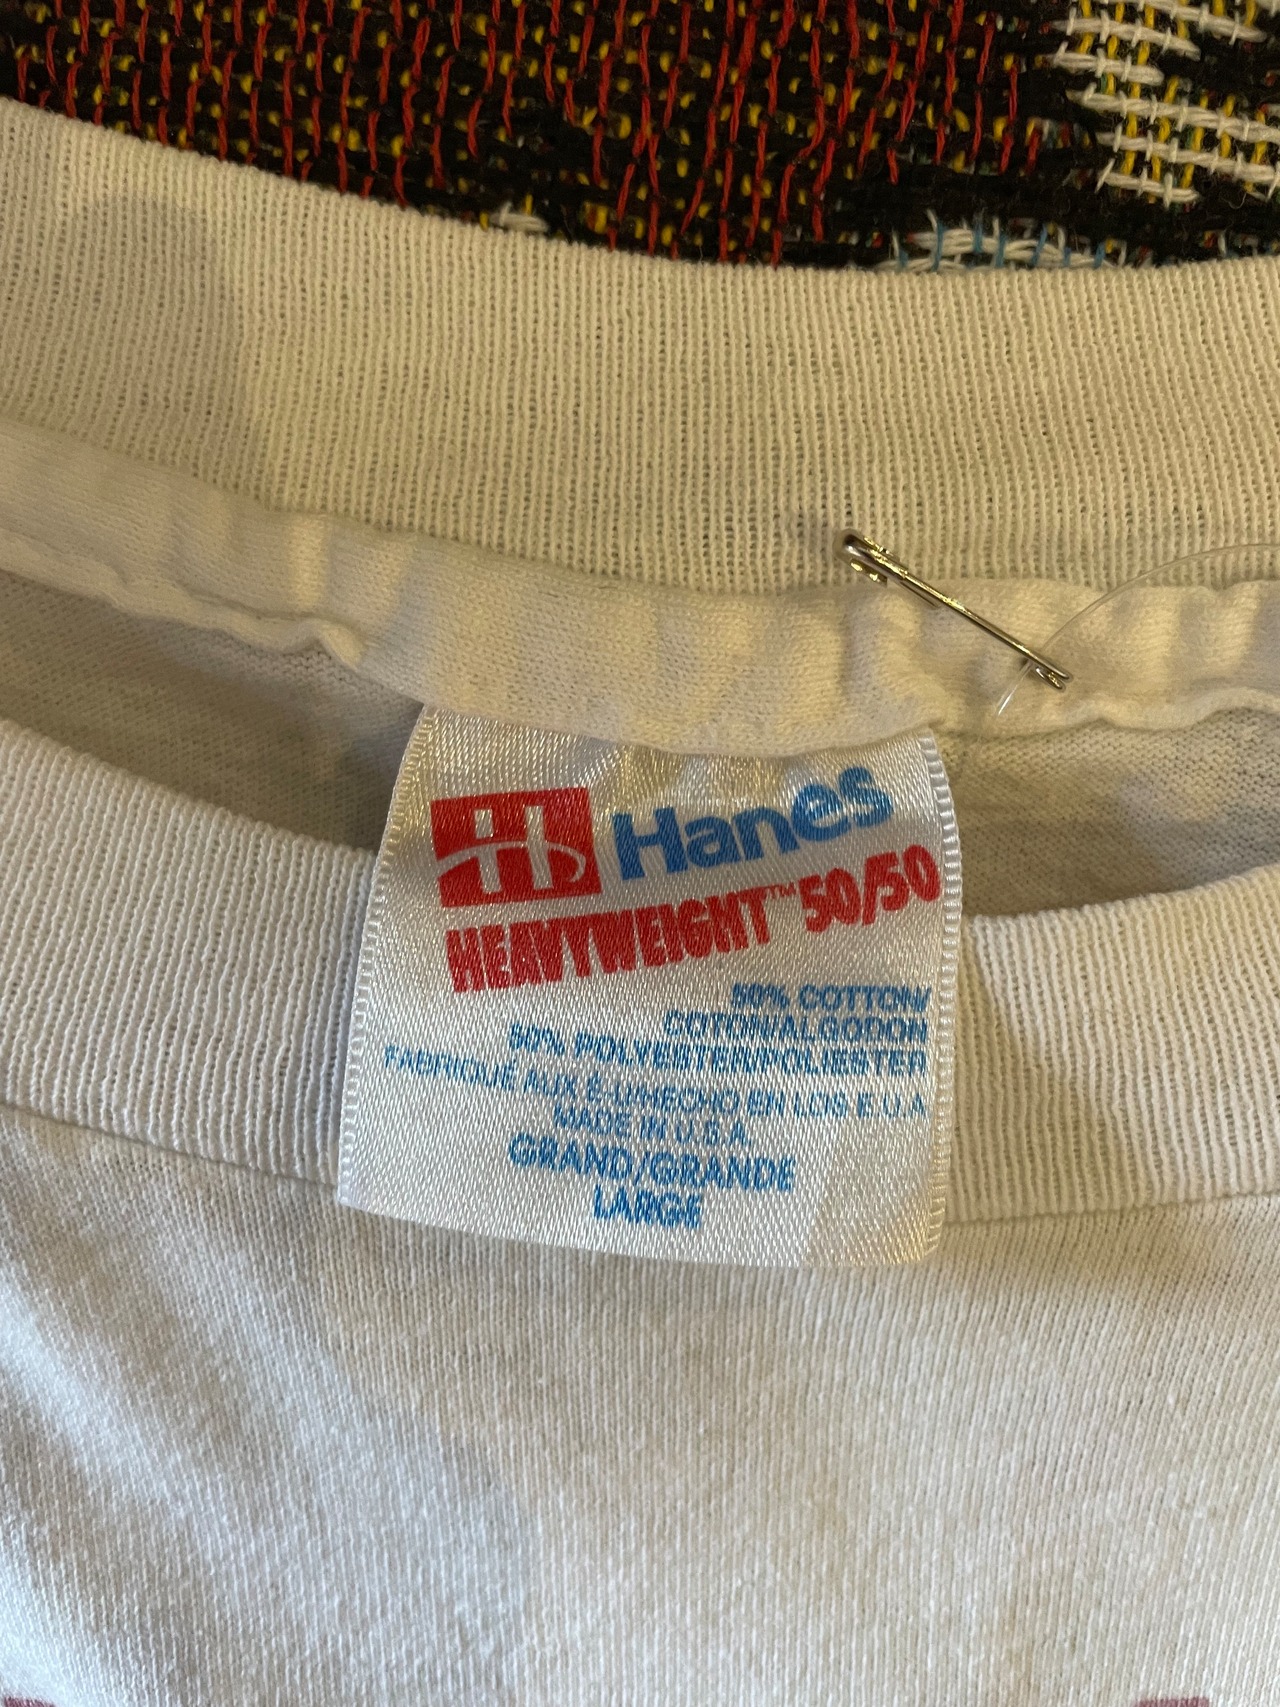 H Hanes
HEAVYWEIGHT™ 50/50
50% COTTON/
COTON/ALGODON
50% POLYESTER/POLIESTER
FABRIQUÉ AUX É.-U/HECHO EN LOS E.U.A
MADE IN U.S.A.
GRAND/GRANDE
LARGE